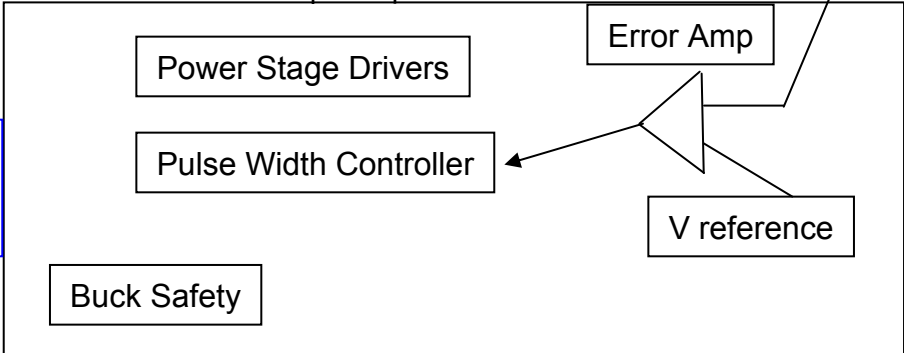 Error Amp
Power Stage Drivers
Pulse Width Controller
V reference
Buck Safety